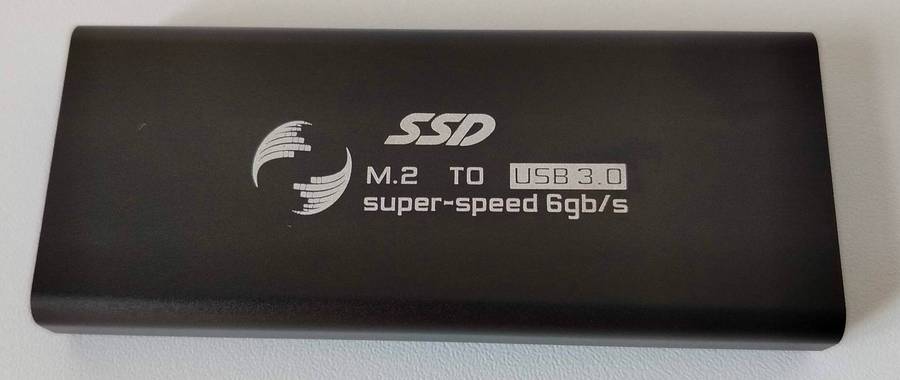 SSD
M.2 TO USB 3.0
super-speed 6gb/s